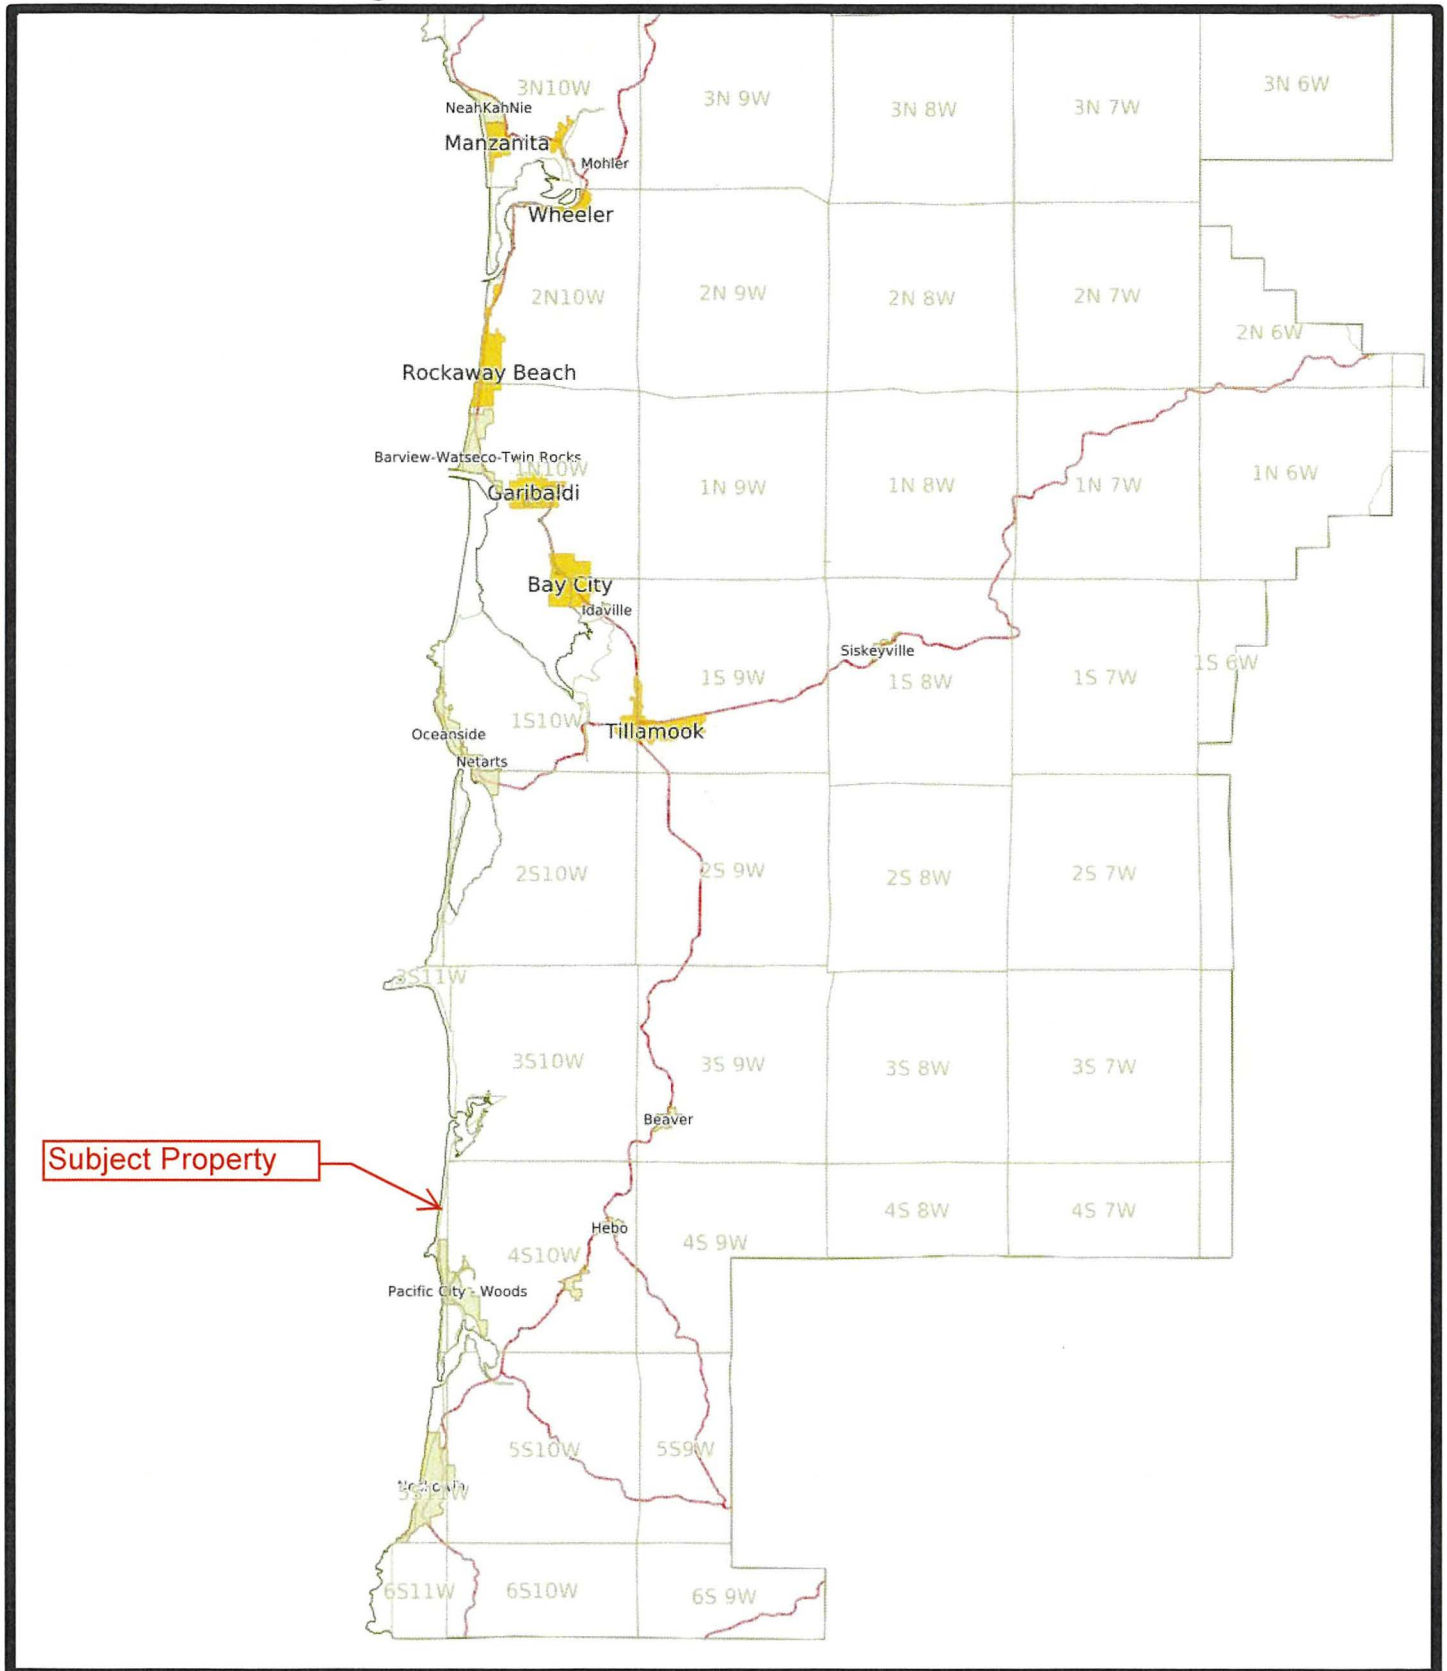 3N10W
3N 9W
3N 8W
3N 7W
3N 6W
NeahKahNie
Manzanita
Mohler
Wheeler
2N10W
2N 9W
2N 8W
2N 7W
2N 6W
Rockaway Beach
Barview-Watseco-Twin Rocks
1N10W
1N 9W
1N 8W
1N 7W
1N 6W
Garibaldi
Bay City
Idaville
Siskeyville
1S 9W
1S 8W
1S 7W
1S 6W
1S10W
Tillamook
Oceanside
Netarts
2S10W
2S 9W
2S 8W
2S 7W
3S11W
3S10W
3S 9W
3S 8W
3S 7W
Beaver
Subject Property
4S 8W
4S 7W
Hebo
4S10W
4S 9W
Pacific City - Woods
5S10W
5S9W
5S11W
6S11W
6S10W
6S 9W